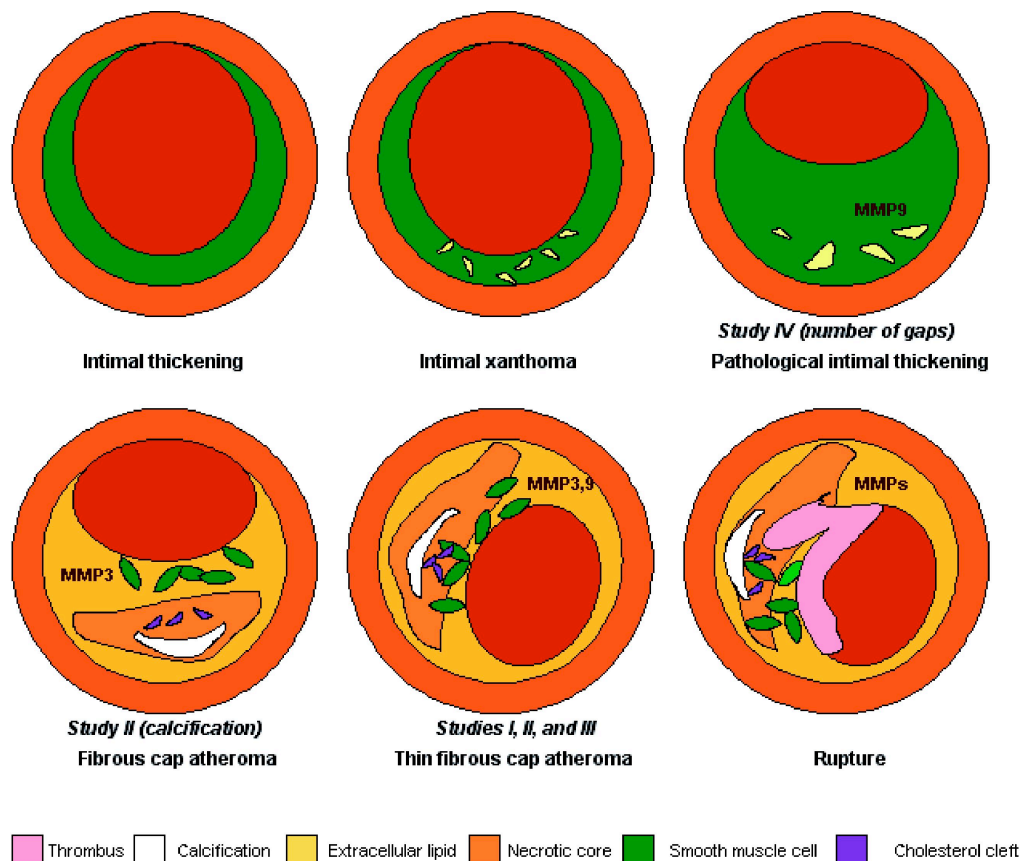 MMP9
Study IV (number of gaps)
Intimal thickening
Intimal xanthoma
Pathological intimal thickening
MMP3
MMP3,9
MMPs
Study II (calcification)
Studies I, II, and III
Fibrous cap atheroma
Thin fibrous cap atheroma
Rupture
Thrombus
Calcification
Extracellular lipid
Necrotic core
Smooth muscle cell
Cholesterol cleft